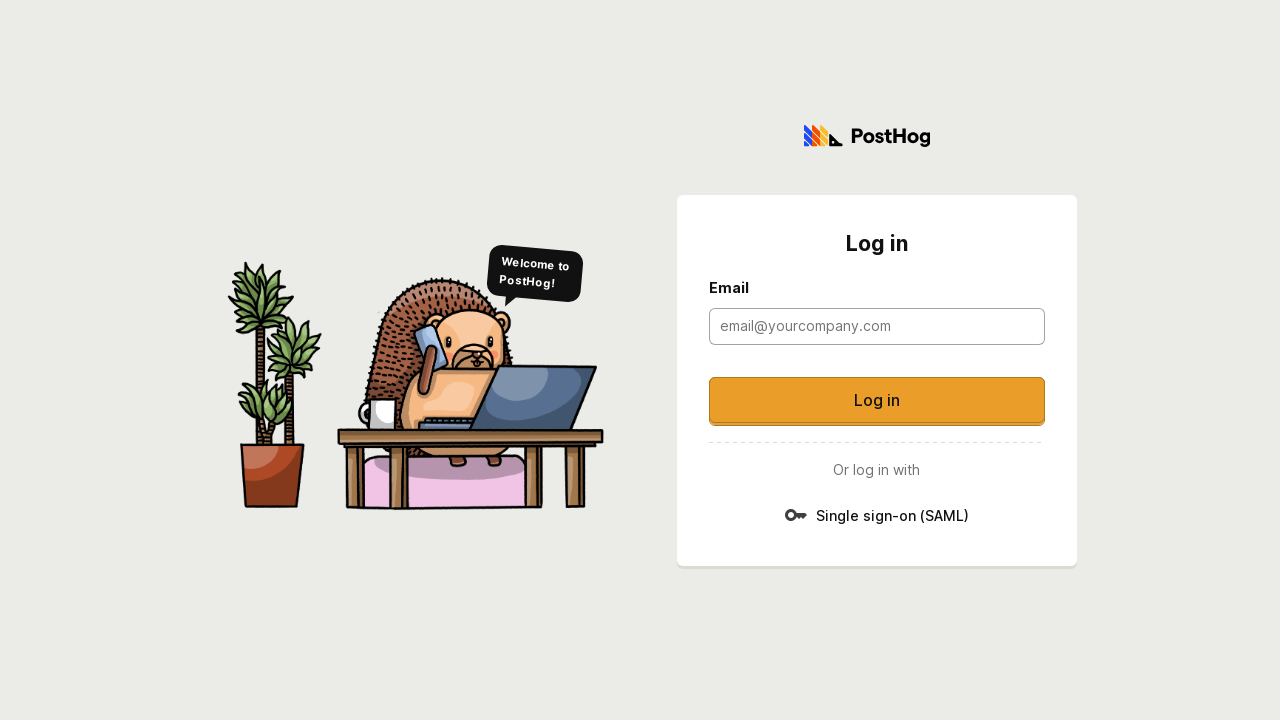 PostHog
Welcome to
PostHog!
Log in
Email
email@yourcompany.com
Log in
Or log in with
Single sign-on (SAML)